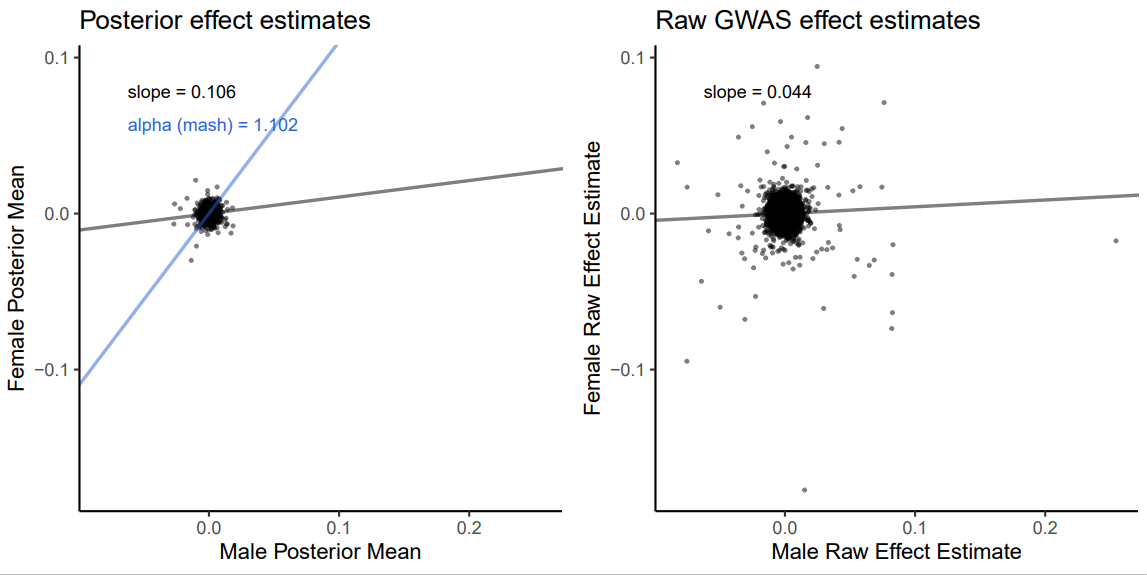 Posterior effect estimates
0.1
slope = 0.106
alpha (mash) = 1.102
0.0
−0.1
Female Posterior Mean
0.0 0.1 0.2
Male Posterior Mean
Raw GWAS effect estimates
0.1
slope = 0.044
0.0
−0.1
Female Raw Effect Estimate
0.0 0.1 0.2
Male Raw Effect Estimate